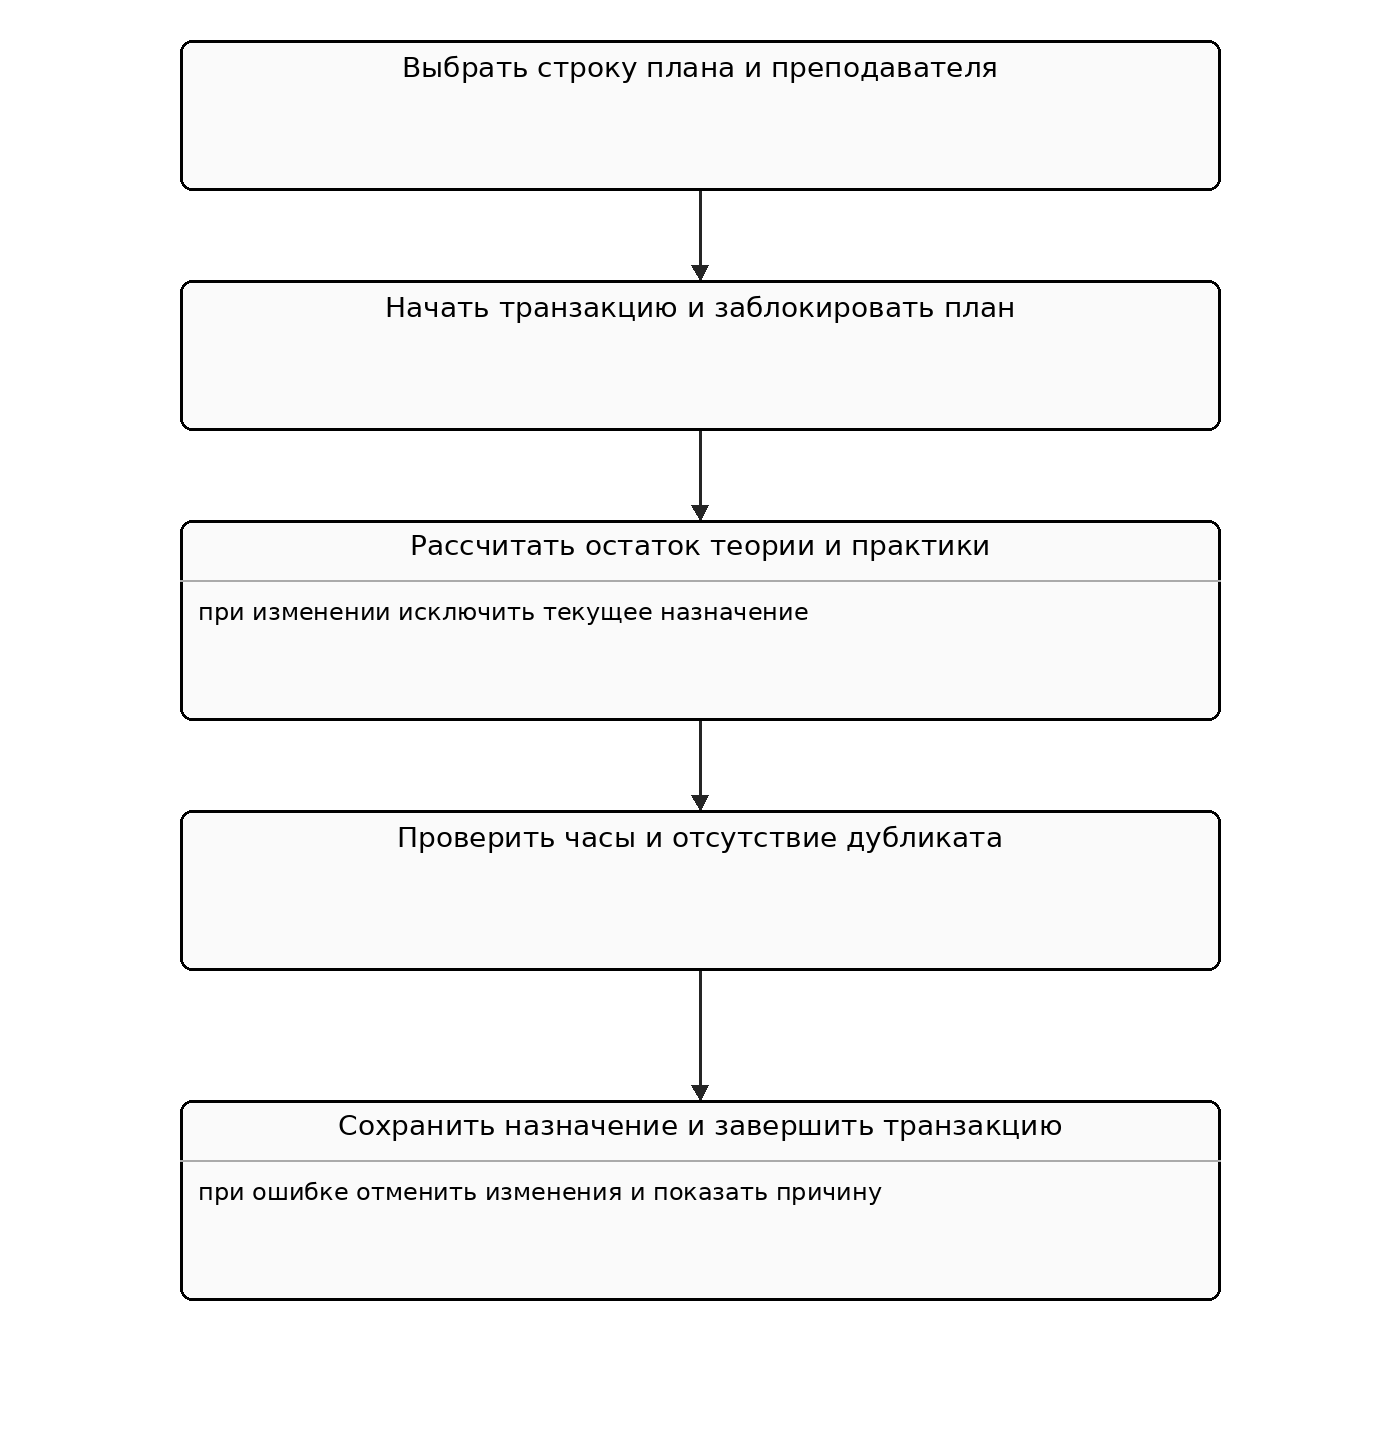 Выбрать строку плана и преподавателя
Начать транзакцию и заблокировать план
Рассчитать остаток теории и практики
при изменении исключить текущее назначение
Проверить часы и отсутствие дубликата
Сохранить назначение и завершить транзакцию
при ошибке отменить изменения и показать причину